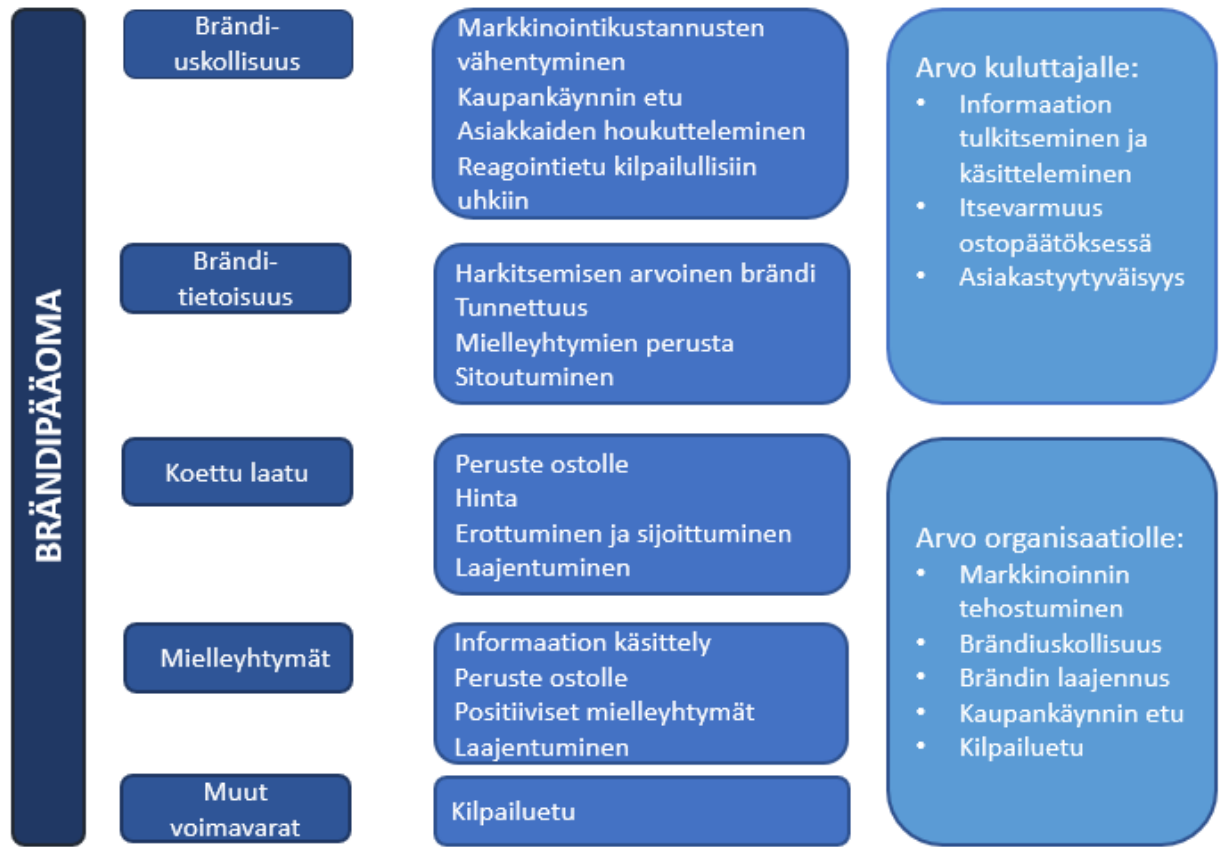 BRÄNDIPÄÄOMA
Brändi-
uskollisuus
Markkinointikustannusten
vähentyminen
Kaupankäynnin etu
Asiakkaiden houkutteleminen
Reagointietu kilpailullisiin
uhkiin
Brändi-
tietoisuus
Harkitsemisen arvoinen brändi
Tunnettuus
Mielleyhtymien perusta
Sitoutuminen
Koettu laatu
Peruste ostolle
Hinta
Erottuminen ja sijoittuminen
Laajentuminen
Mielleyhtymät
Informaation käsittely
Peruste ostolle
Positiiviset mielleyhtymät
Laajentuminen
Muut
voimavarat
Kilpailuetu
Arvo kuluttajalle:
• Informaation
tulkitseminen ja
käsitteleminen
• Itsevarmuus
ostopäätöksessä
• Asiakastyytyväisyys
Arvo organisaatiolle:
• Markkinoinnin
tehostuminen
• Brändiuskollisuus
• Brändin laajennus
• Kaupankäynnin etu
• Kilpailuetu